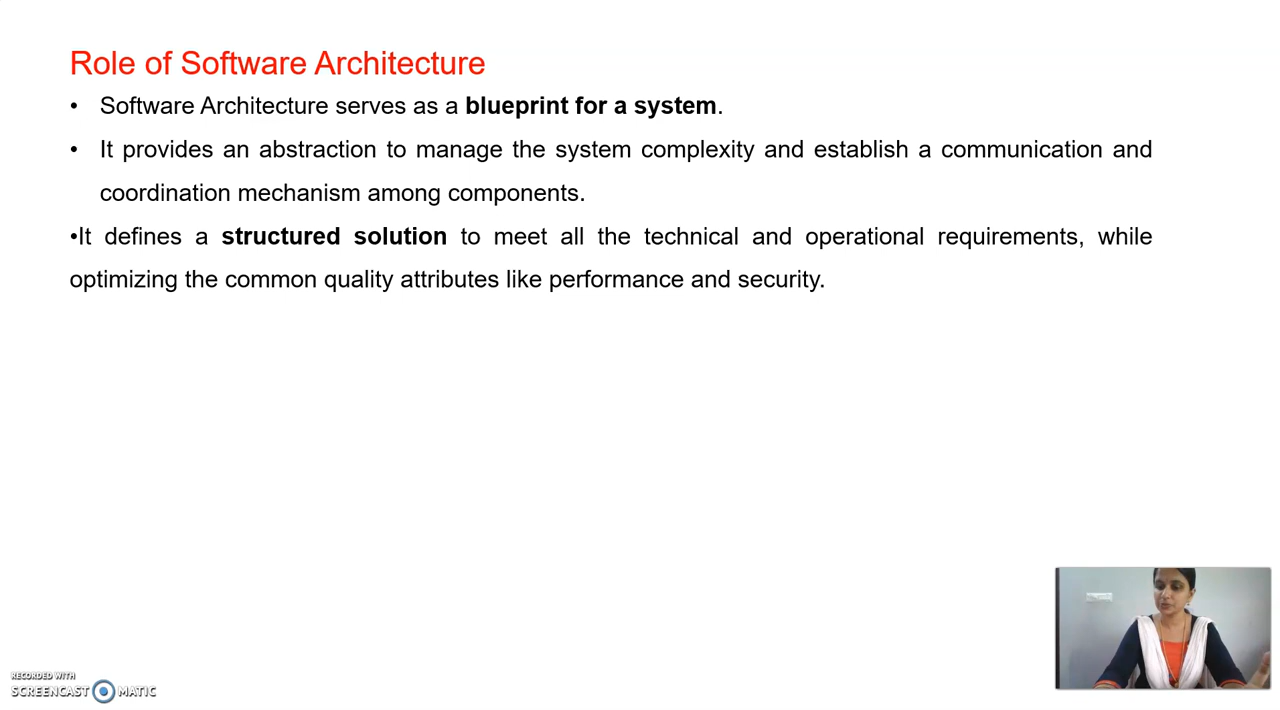 Role of Software Architecture
• Software Architecture serves as a blueprint for a system.
• It provides an abstraction to manage the system complexity and establish a communication and
coordination mechanism among components.
•It defines a structured solution to meet all the technical and operational requirements, while
optimizing the common quality attributes like performance and security.
RECORDED WITH
SCREENCAST MATIC